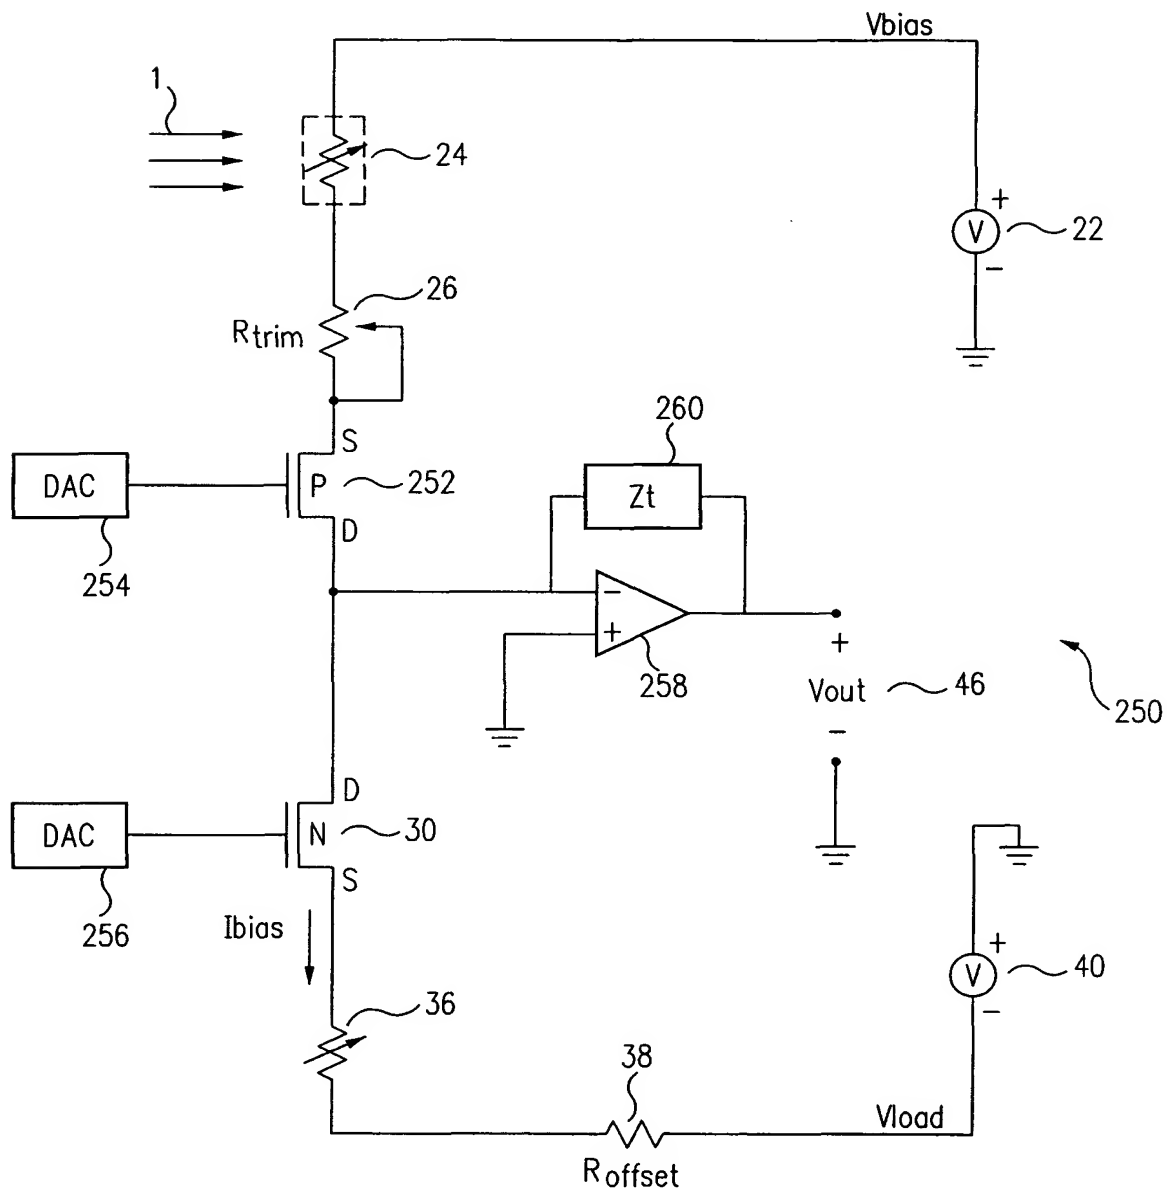 Vbias
1
24
+
V
22
−
26
Rtrim
260
S
DAC
P
252
Zt
D
254
−
+
258
+
Vout
46
−
250
D
DAC
N
30
S
256
Ibias
+
V
40
−
36
38
Vload
Roffset